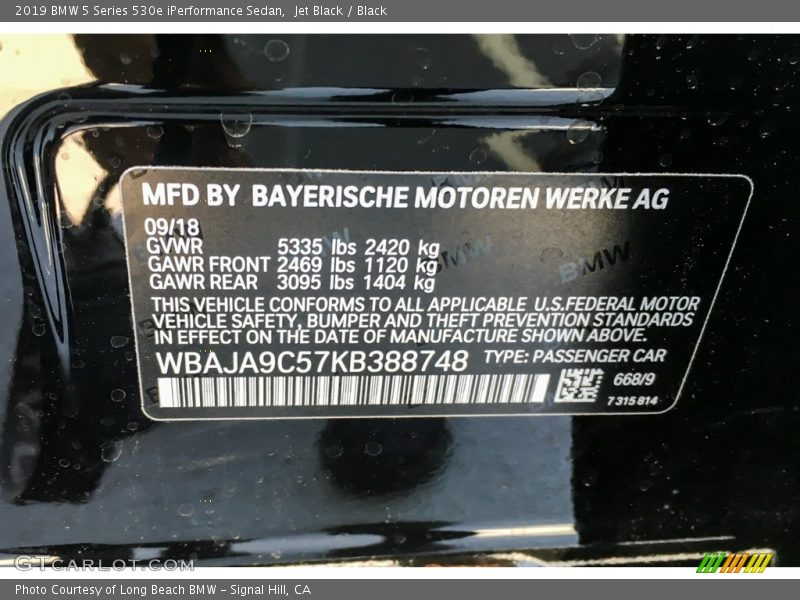 2019 BMW 5 Series 530e iPerformance Sedan,  Jet Black / Black
MFD BY BAYERISCHE MOTOREN WERKE AG
09/18
GVWR 5335 lbs 2420 kg
GAWR FRONT 2469 lbs 1120 kg
GAWR REAR 3095 lbs 1404 kg
BMW BMW
THIS VEHICLE CONFORMS TO ALL APPLICABLE U.S.FEDERAL MOTOR
VEHICLE SAFETY, BUMPER AND THEFT PREVENTION STANDARDS
IN EFFECT ON THE DATE OF MANUFACTURE SHOWN ABOVE.
WBAJA9C57KB388748 TYPE: PASSENGER CAR
668/9
7 315 814
GTCARLOT.COM
Photo Courtesy of Long Beach BMW - Signal Hill, CA